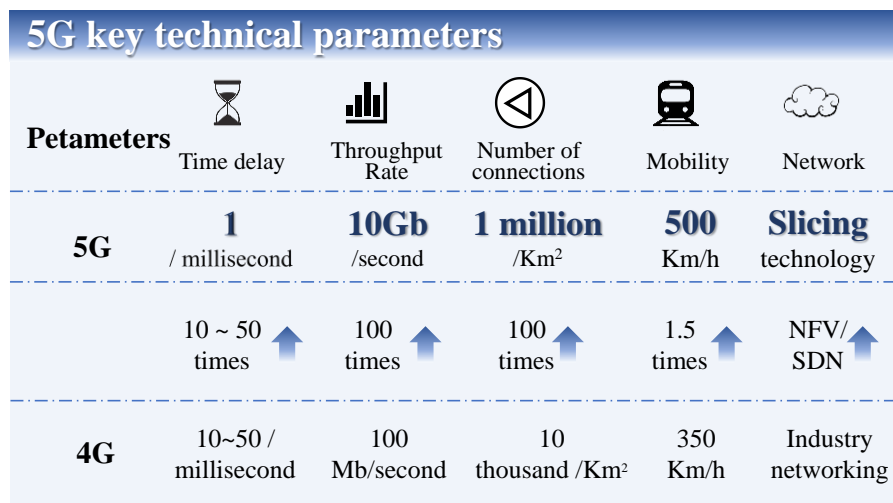 5G key technical parameters
Petameters
Time delay
Throughput
Rate
Number of
connections
Mobility
Network
5G
1
/ millisecond
10Gb
/second
1 million
/Km²
500
Km/h
Slicing
technology
10 ~ 50
times
100
times
100
times
1.5
times
NFV/
SDN
4G
10~50 /
millisecond
100
Mb/second
10
thousand /Km²
350
Km/h
Industry
networking